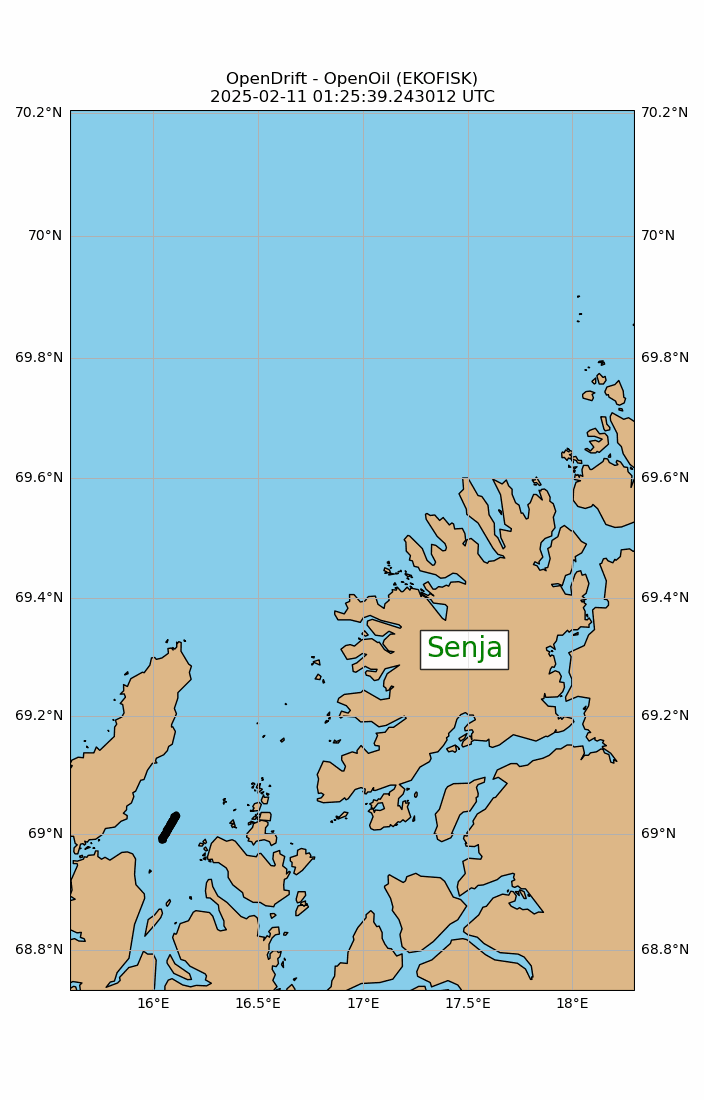 OpenDrift - OpenOil (EKOFISK)
2025-02-11 01:25:39.243012 UTC
70.2°N 70.2°N
70°N 70°N
69.8°N 69.8°N
69.6°N 69.6°N
69.4°N 69.4°N
Senja
69.2°N 69.2°N
69°N 69°N
68.8°N 68.8°N
16°E 16.5°E 17°E 17.5°E 18°E